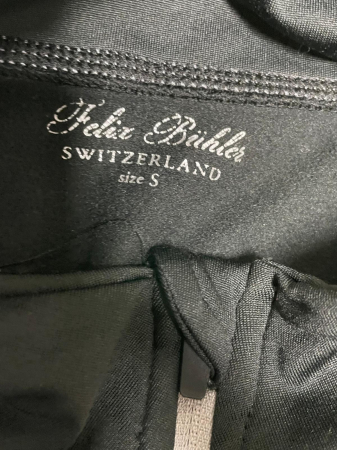 Felix Bühler
SWITZERLAND
size S